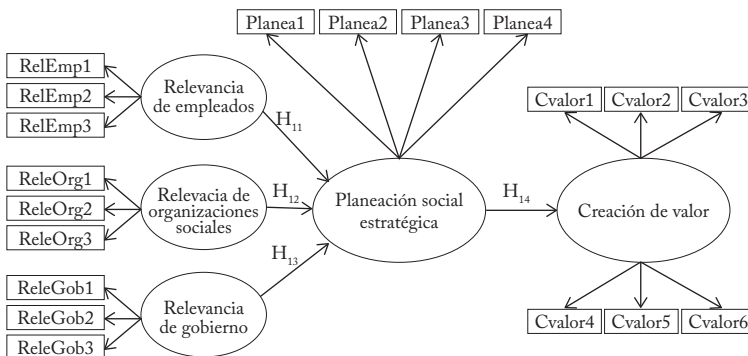 Planea1
Planea2
Planea3
Planea4
RelEmp1
RelEmp2
RelEmp3
Relevancia
de empleados
H11
Cvalor1
Cvalor2
Cvalor3
ReleOrg1
ReleOrg2
ReleOrg3
Relevacia de
organizaciones
sociales
H12
Planeación social
estratégica
H14
Creación de valor
H13
ReleGob1
ReleGob2
ReleGob3
Relevancia
de gobierno
Cvalor4
Cvalor5
Cvalor6